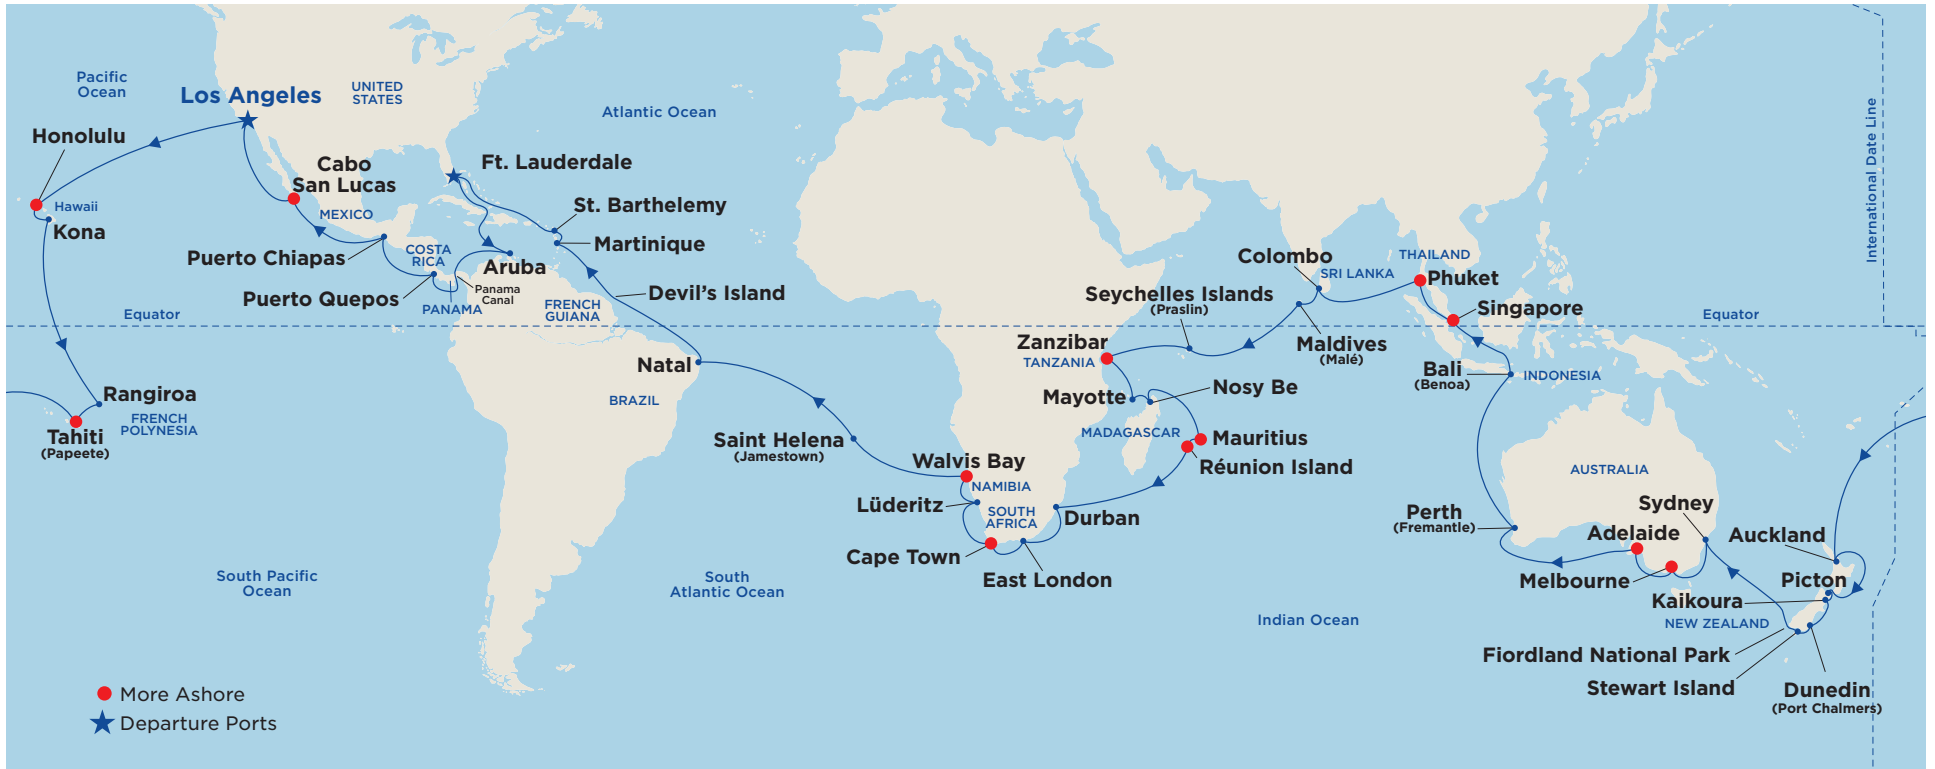 Pacific
Ocean
Los Angeles
UNITED
STATES
Atlantic Ocean
Honolulu
Hawaii
Kona
Cabo
San Lucas
MEXICO
Ft. Lauderdale
St. Barthelemy
Martinique
Puerto Chiapas
COSTA
RICA
Aruba
Puerto Quepos
Panama
Canal
PANAMA
FRENCH
GUIANA
Devil's Island
Equator
Rangiroa
FRENCH
POLYNESIA
Tahiti
(Papeete)
Natal
BRAZIL
Saint Helena
(Jamestown)
Walvis Bay
NAMIBIA
Lüderitz
SOUTH
AFRICA
Durban
Cape Town
East London
South Pacific
Ocean
South
Atlantic Ocean
Indian Ocean
Colombo
SRI LANKA
THAILAND
Phuket
Singapore
Seychelles Islands
(Praslin)
Zanzibar
TANZANIA
Maldives
(Malé)
Mayotte
Nosy Be
MADAGASCAR
Mauritius
Réunion Island
Bali
(Benoa)
INDONESIA
Equator
International Date Line
AUSTRALIA
Perth
(Fremantle)
Sydney
Adelaide
Melbourne
Auckland
Picton
Kaikoura
NEW ZEALAND
Fiordland National Park
Stewart Island
Dunedin
(Port Chalmers)
More Ashore
Departure Ports